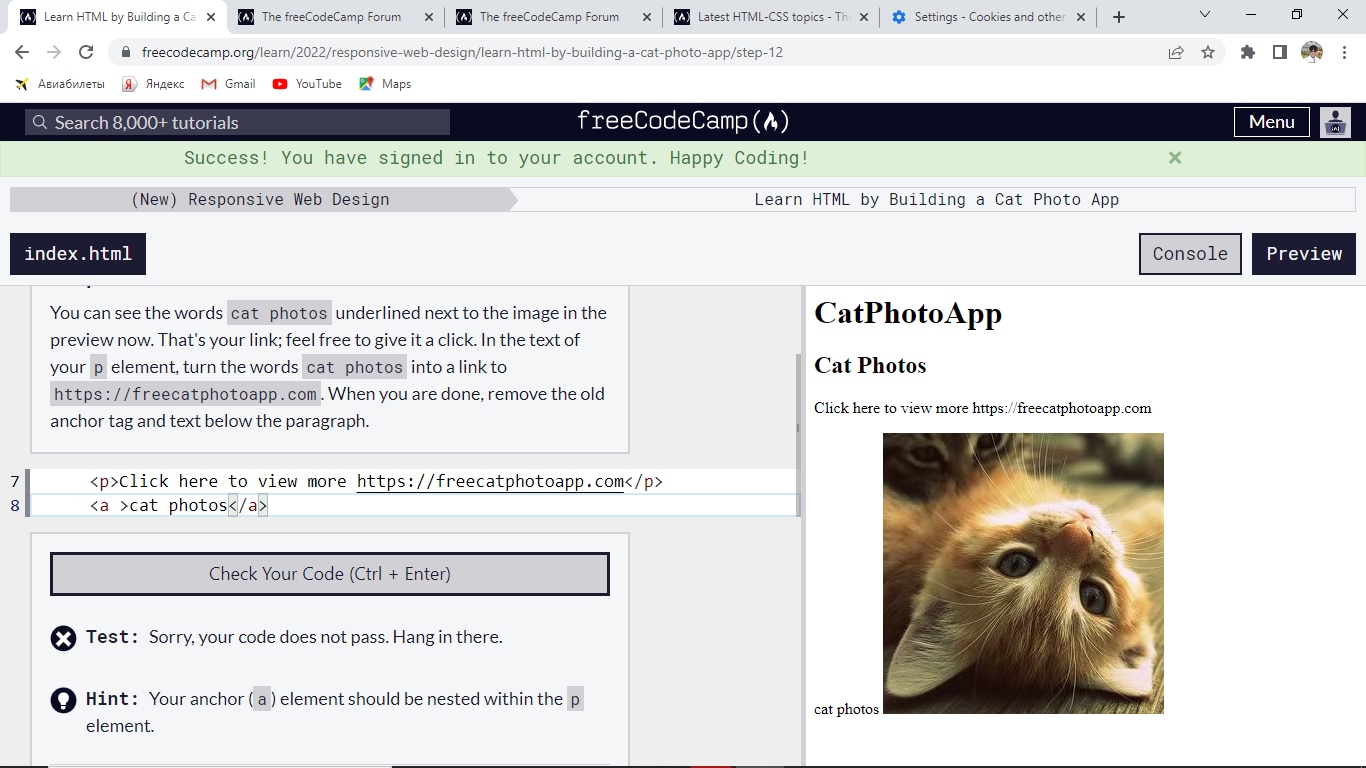 Learn HTML by Building a Ca
The freeCodeCamp Forum
The freeCodeCamp Forum
Latest HTML-CSS topics - The
Settings - Cookies and other
freecodecamp.org/learn/2022/responsive-web-design/learn-html-by-building-a-cat-photo-app/step-12
Авиабилеты
Яндекс
Gmail
YouTube
Maps
Search 8,000+ tutorials
freeCodeCamp
Menu
Success! You have signed in to your account. Happy Coding!
(New) Responsive Web Design
Learn HTML by Building a Cat Photo App
index.html
Console
Preview
You can see the words cat photos underlined next to the image in the
preview now. That's your link; feel free to give it a click. In the text of
your p element, turn the words cat photos into a link to
https://freecatphotoapp.com. When you are done, remove the old
anchor tag and text below the paragraph.
7 <p>Click here to view more https://freecatphotoapp.com</p>
8 <a >cat photos</a>
Check Your Code (Ctrl + Enter)
Test: Sorry, your code does not pass. Hang in there.
Hint: Your anchor (a) element should be nested within the p
element.
CatPhotoApp
Cat Photos
Click here to view more https://freecatphotoapp.com
cat photos